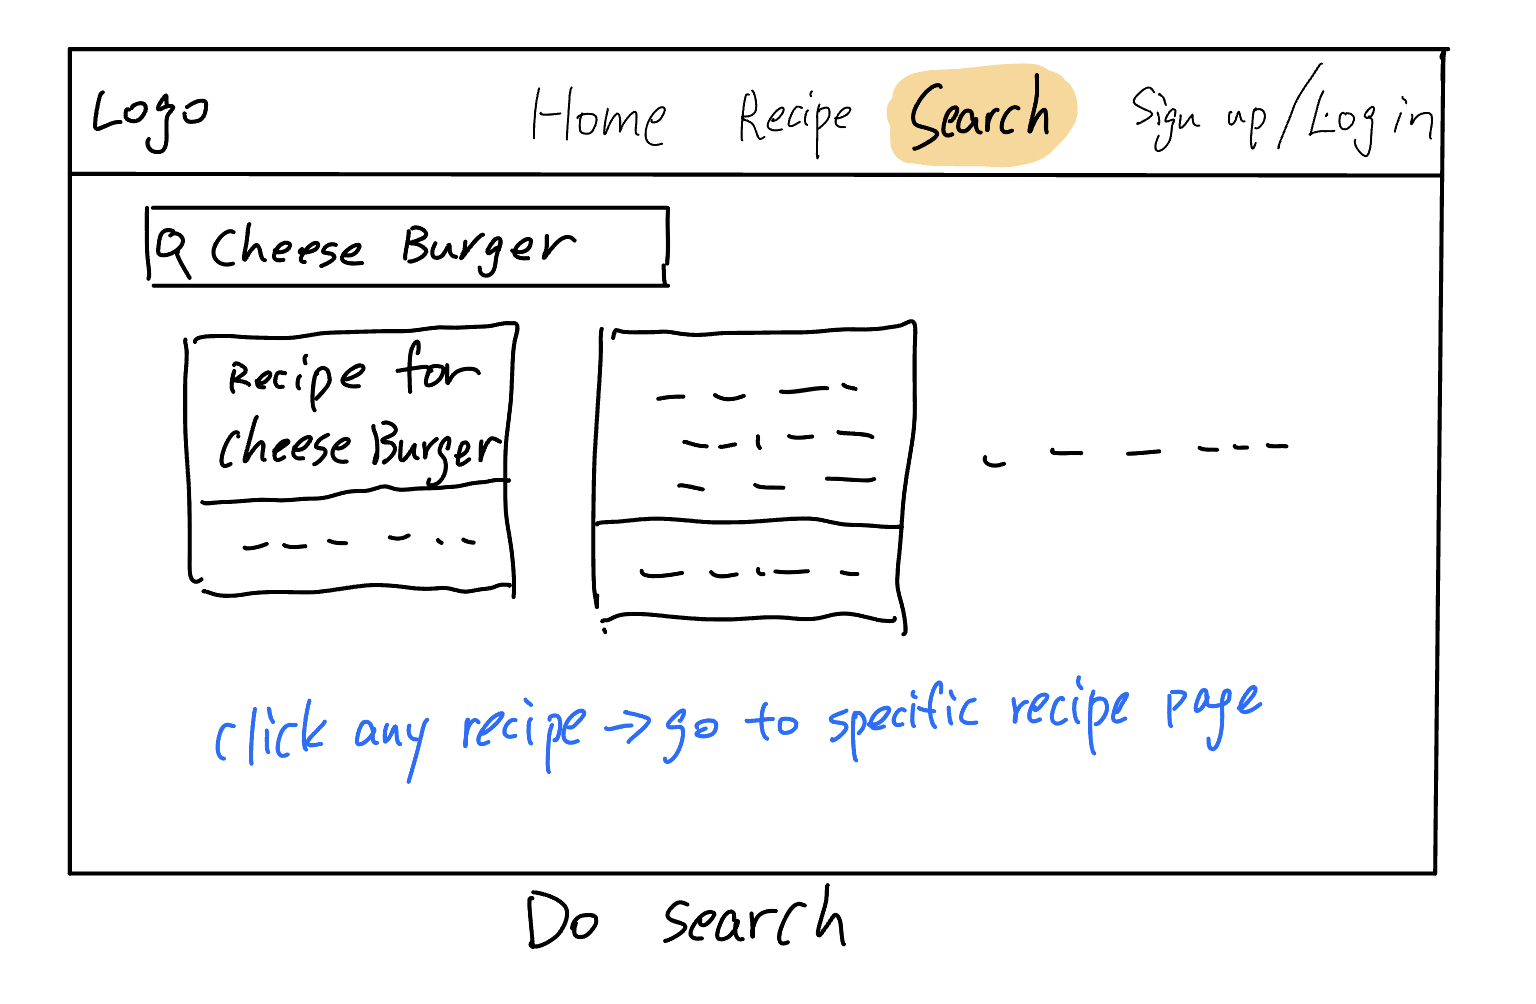 Logo Home Recipe Search Sign up/Log in
Cheese Burger
Recipe for
Cheese Burger
click any recipe → go to specific recipe page
Do search